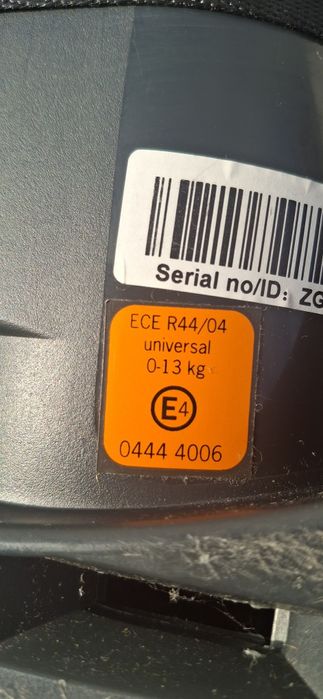 Serial no/ID: ZG
ECE R44/04
universal
0-13 kg
E4
0444 4006